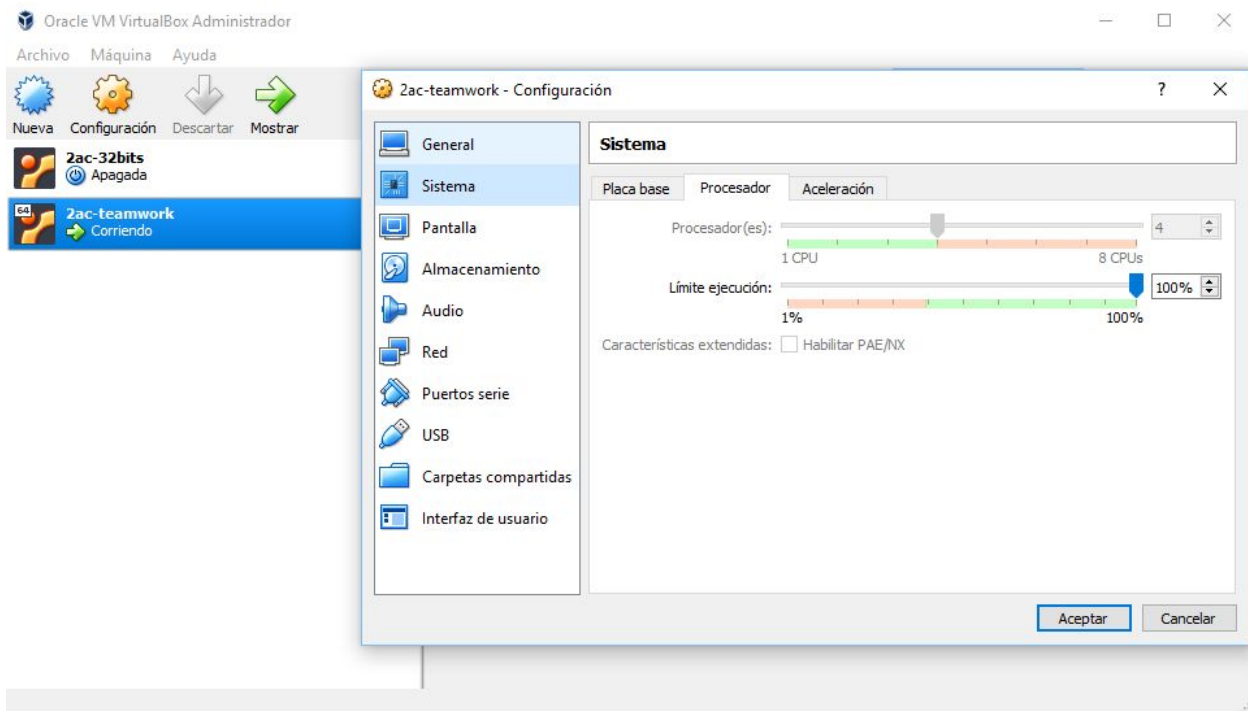 Oracle VM VirtualBox Administrador
Archivo Máquina Ayuda
Nueva Configuración Descartar Mostrar
2ac-32bits
Apagada
64
2ac-teamwork
Corriendo
2ac-teamwork - Configuración
?
General
Sistema
Pantalla
Almacenamiento
Audio
Red
Puertos serie
USB
Carpetas compartidas
Interfaz de usuario
Sistema
Placa base Procesador Aceleración
Procesador(es): 4
1 CPU 8 CPUs
Límite ejecución: 100%
1% 100%
Características extendidas: Habilitar PAE/NX
Aceptar Cancelar